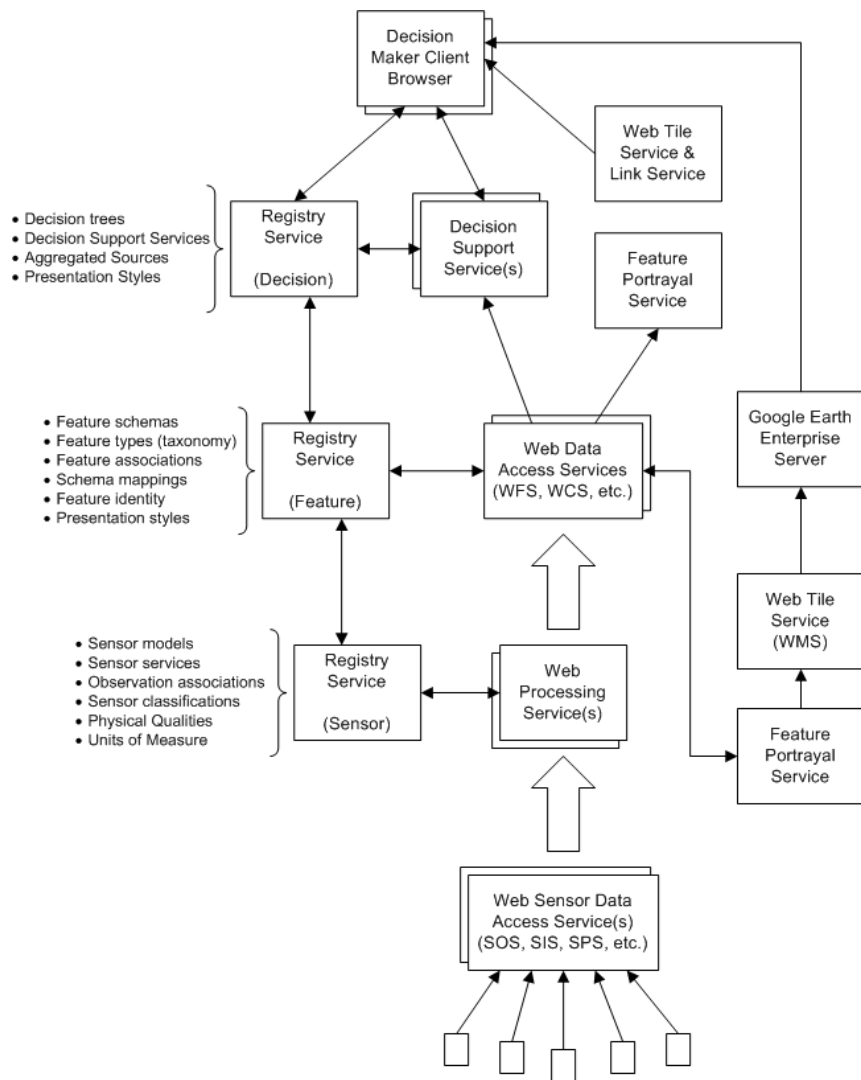 Decision
Maker Client
Browser
Web Tile
Service &
Link Service
• Decision trees
• Decision Support Services
• Aggregated Sources
• Presentation Styles
Registry
Service
(Decision)
Decision
Support
Service(s)
Feature
Portrayal
Service
• Feature schemas
• Feature types (taxonomy)
• Feature associations
• Schema mappings
• Feature identity
• Presentation styles
Registry
Service
(Feature)
Web Data
Access Services
(WFS, WCS, etc.)
Google Earth
Enterprise
Server
Web Tile
Service
(WMS)
• Sensor models
• Sensor services
• Observation associations
• Sensor classifications
• Physical Qualities
• Units of Measure
Registry
Service
(Sensor)
Web
Processing
Service(s)
Feature
Portrayal
Service
Web Sensor Data
Access Service(s)
(SOS, SIS, SPS, etc.)